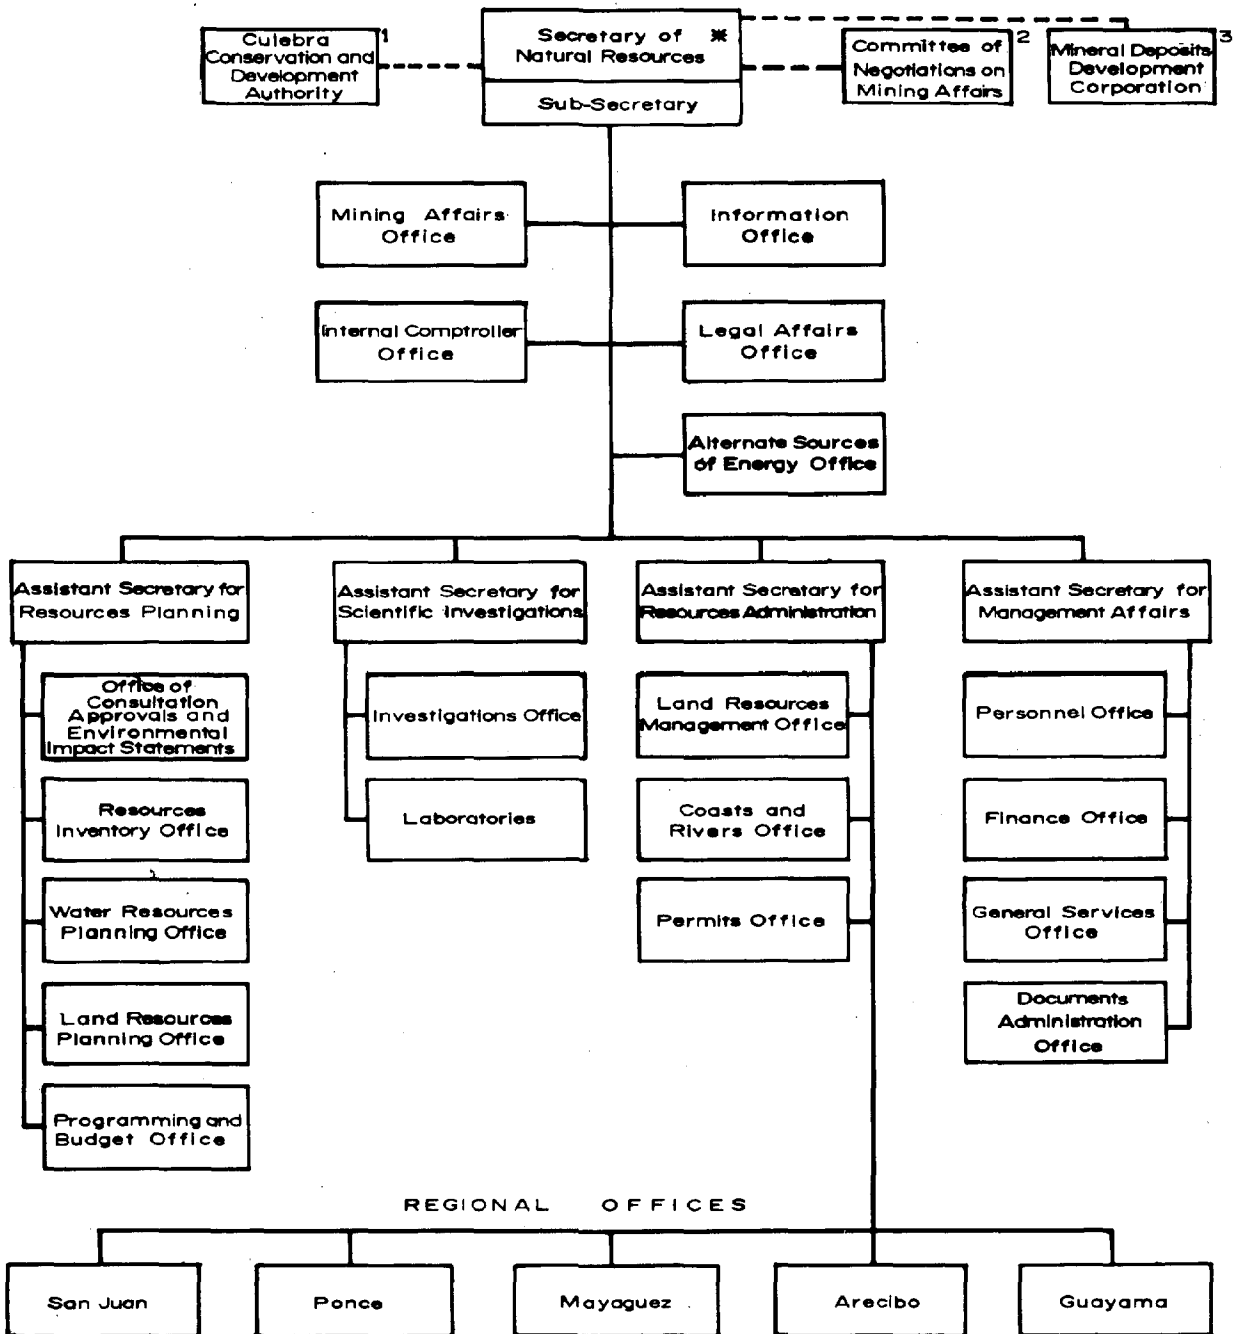 Culebra
Conservation and
Development
Authority
1
Secretary of *
Natural Resources
Sub-Secretary
Committee of
Negotiations on
Mining Affairs
2
Mineral Deposits
Development
Corporation
3
Mining Affairs
Office
Information
Office
Internal Comptroller
Office
Legal Affairs
Office
Alternate Sources
of Energy Office
Assistant Secretary for
Resources Planning
Assistant Secretary for
Scientific Investigations
Assistant Secretary for
Resources Administration
Assistant Secretary for
Management Affairs
Office of
Consultation
Approvals and
Environmental
Impact Statements
Investigations Office
Land Resources
Management Office
Personnel Office
Resources
Inventory Office
Laboratories
Coasts and
Rivers Office
Finance Office
Water Resources
Planning Office
Permits Office
General Services
Office
Land Resources
Planning Office
Documents
Administration
Office
Programming and
Budget Office
REGIONAL OFFICES
San Juan
Ponce
Mayaguez
Arecibo
Guayama